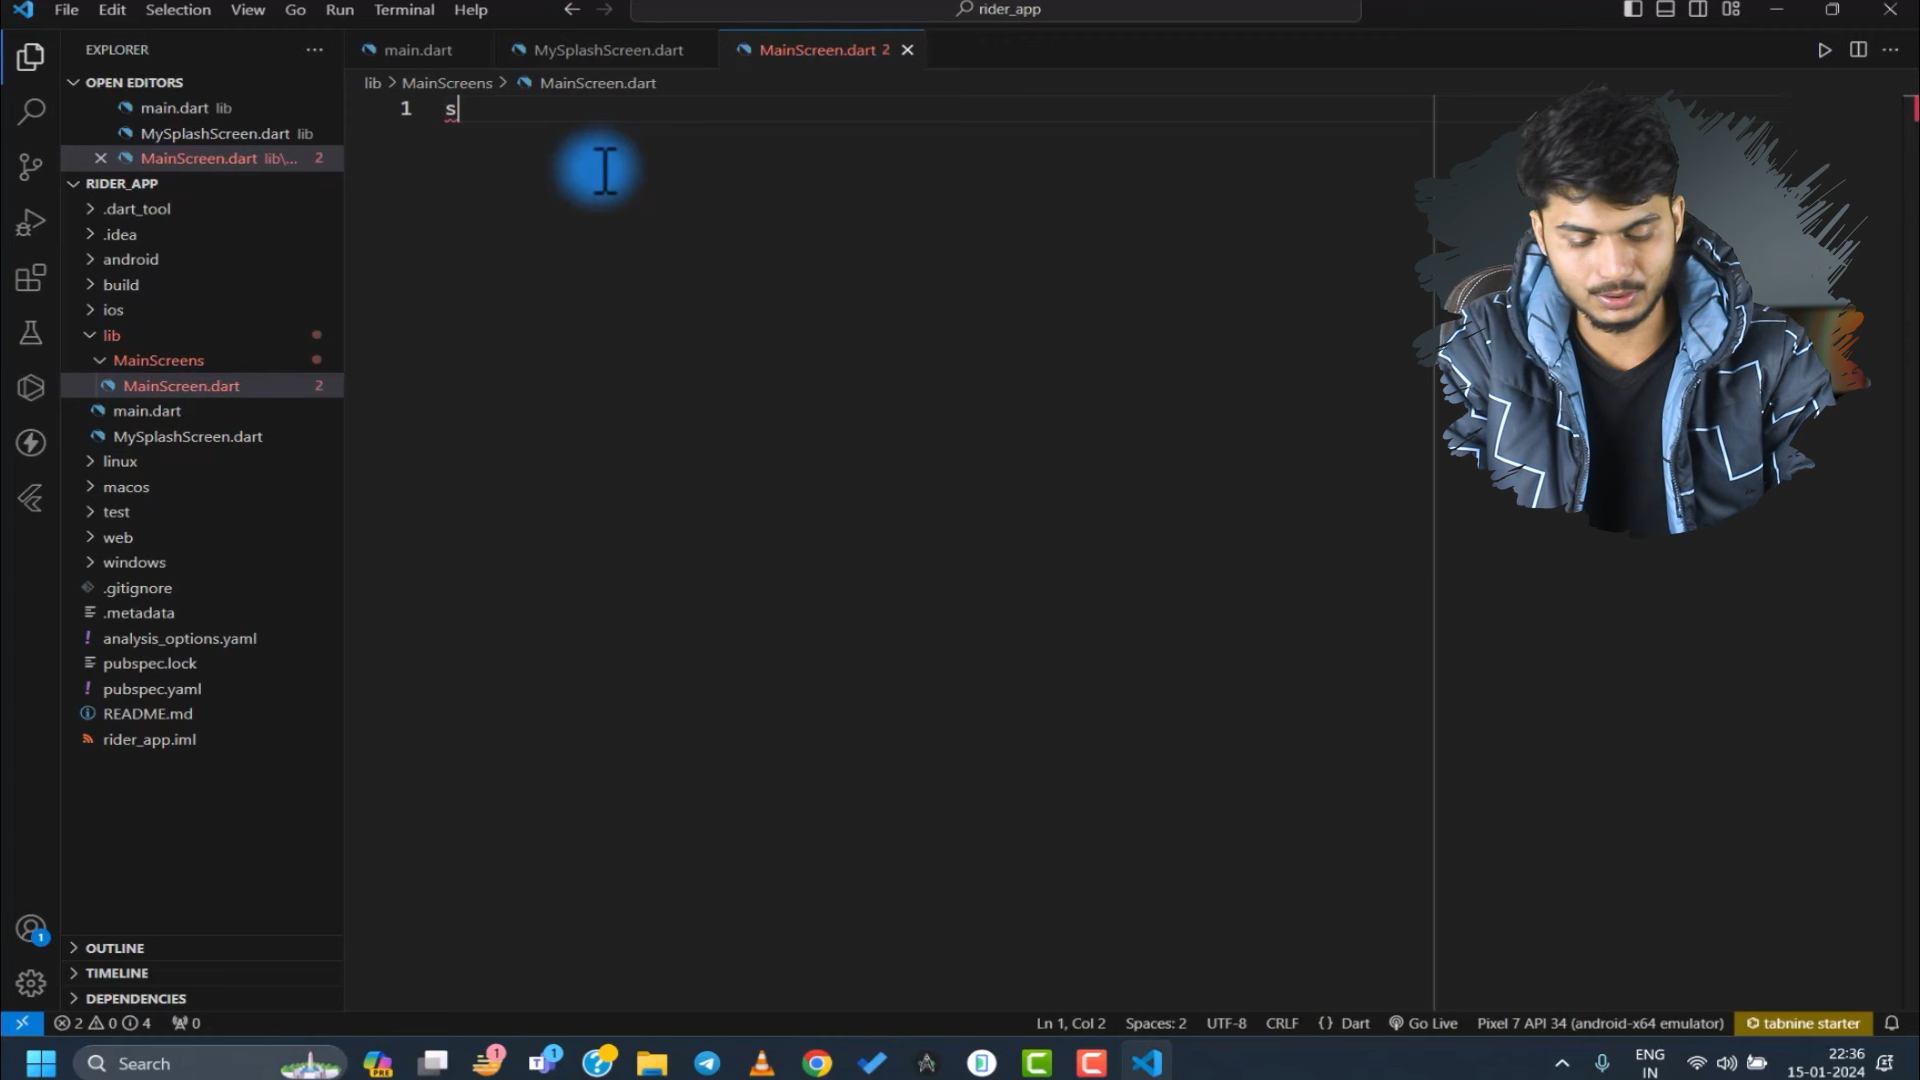 File Edit Selection View Go Run Terminal Help
rider_app
EXPLORER
main.dart
MySplashScreen.dart
MainScreen.dart 2
OPEN EDITORS
lib > MainScreens > MainScreen.dart
main.dart lib
1 s
MySplashScreen.dart lib
MainScreen.dart lib\... 2
RIDER_APP
.dart_tool
.idea
android
build
ios
lib
MainScreens
MainScreen.dart 2
main.dart
MySplashScreen.dart
linux
macos
test
web
windows
.gitignore
.metadata
analysis_options.yaml
pubspec.lock
pubspec.yaml
README.md
rider_app.iml
1
OUTLINE
TIMELINE
DEPENDENCIES
2 0 4 0
Ln 1, Col 2 Spaces: 2 UTF-8 CRLF {} Dart Go Live Pixel 7 API 34 (android-x64 emulator) tabnine starter
Search
PRE
1
T 1
ENG
IN
22:36
15-01-2024